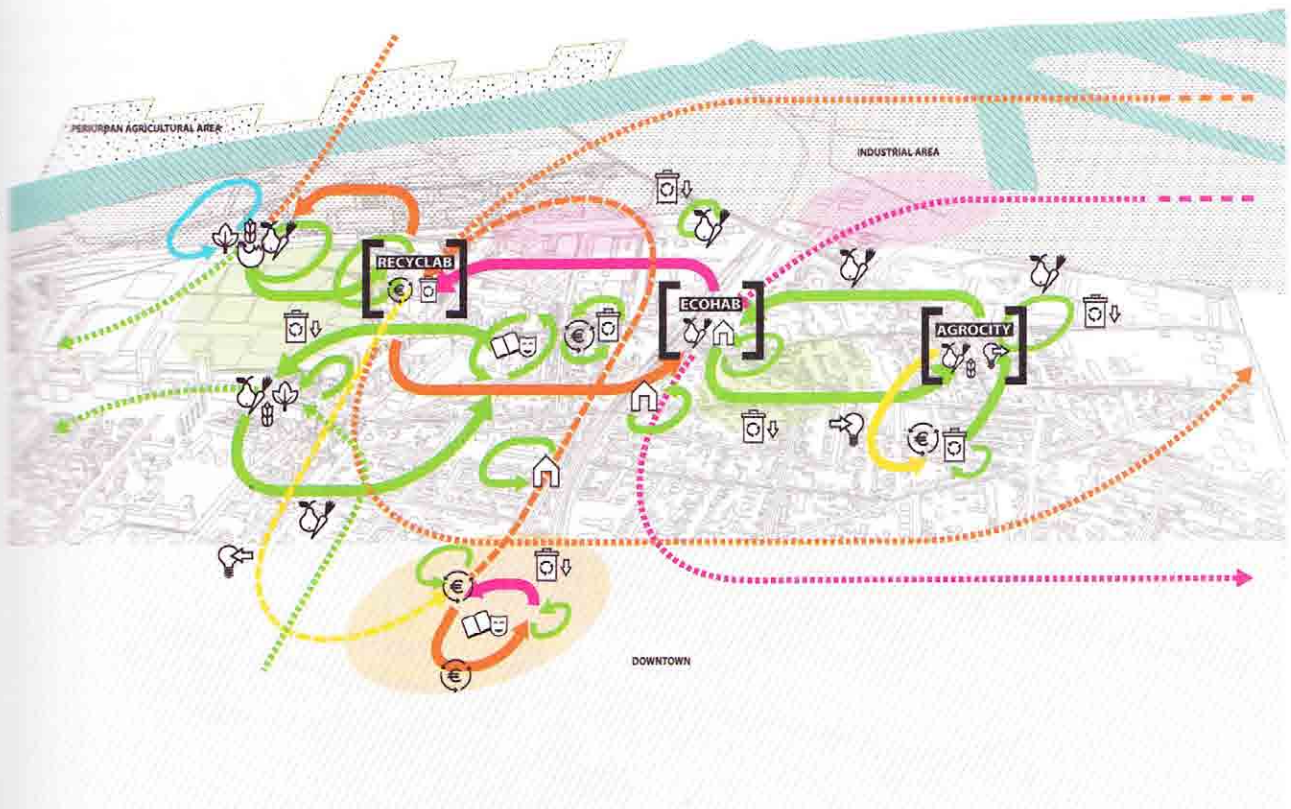 PERIURBAN AGRICULTURAL AREA
INDUSTRIAL AREA
RECYCLAB
€
ECOHAB
€
AGROCITY
€
€
DOWNTOWN
€